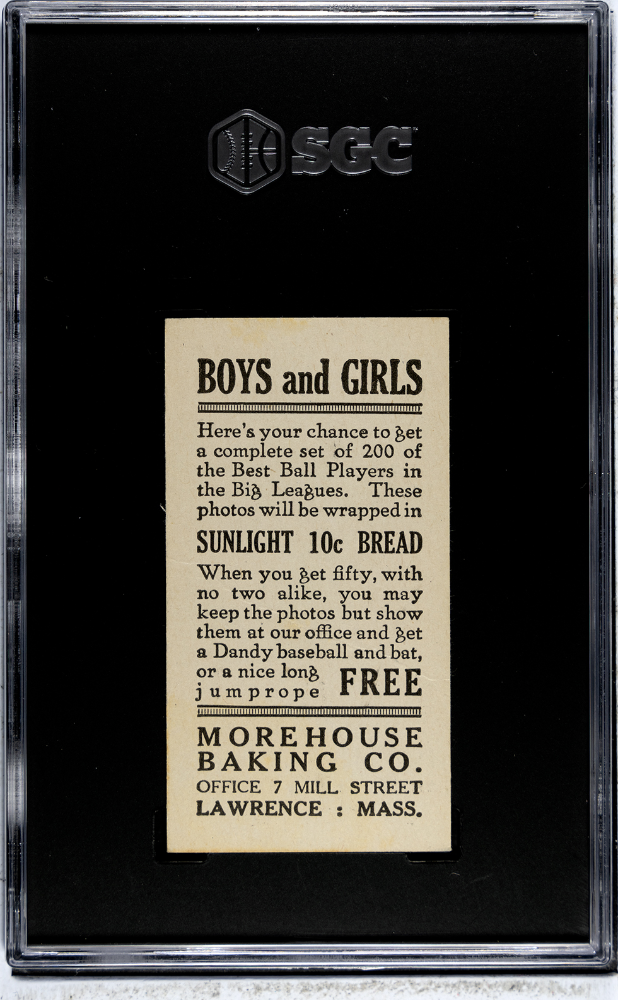 SGC
BOYS and GIRLS
Here's your chance to get
a complete set of 200 of
the Best Ball Players in
the Big Leagues. These
photos will be wrapped in
SUNLIGHT 10c BREAD
When you get fifty, with
no two alike, you may
keep the photos but show
them at our office and get
a Dandy baseball and bat,
or a nice long
jumprope FREE
MOREHOUSE
BAKING CO.
OFFICE 7 MILL STREET
LAWRENCE : MASS.